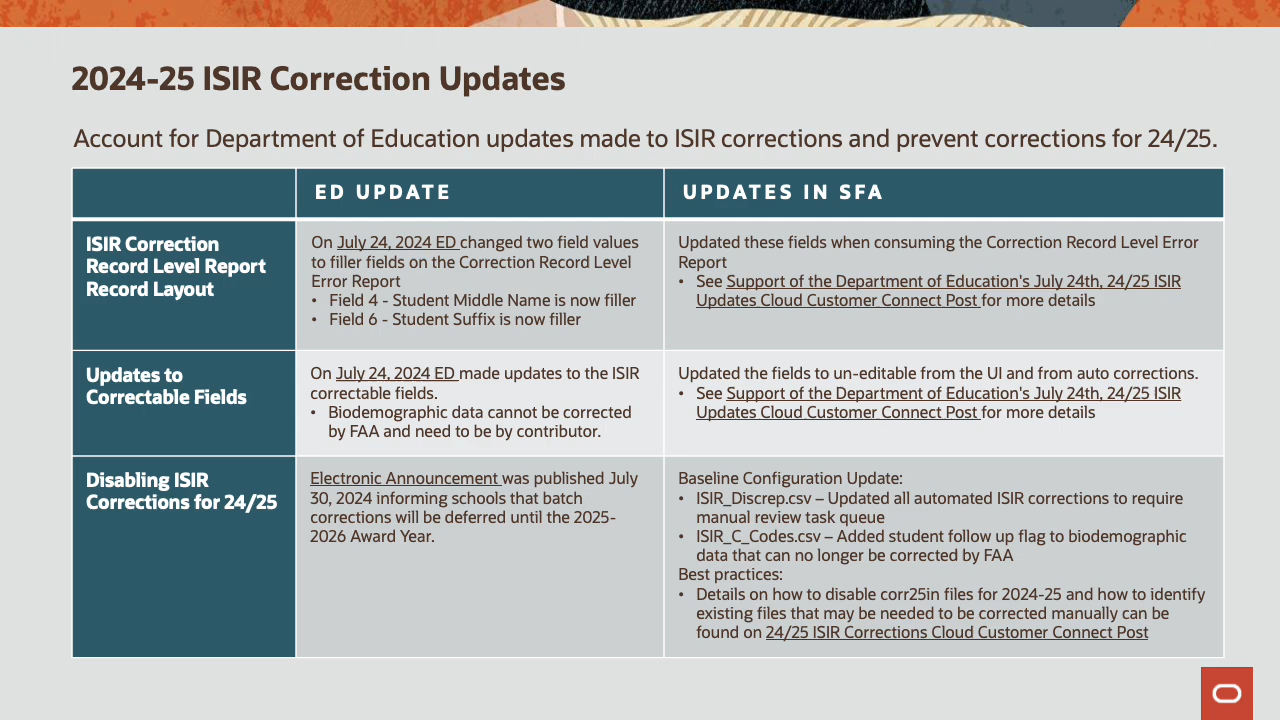 2024-25 ISIR Correction Updates
Account for Department of Education updates made to ISIR corrections and prevent corrections for 24/25.
ED UPDATE
UPDATES IN SFA
ISIR Correction
Record Level Report
Record Layout
On July 24, 2024 ED changed two field values
to filler fields on the Correction Record Level
Error Report
• Field 4 - Student Middle Name is now filler
• Field 6 - Student Suffix is now filler
Updated these fields when consuming the Correction Record Level Error
Report
• See Support of the Department of Education's July 24th, 24/25 ISIR
Updates Cloud Customer Connect Post for more details
Updates to
Correctable Fields
On July 24, 2024 ED made updates to the ISIR
correctable fields.
• Biodemographic data cannot be corrected
by FAA and need to be by contributor.
Updated the fields to un-editable from the UI and from auto corrections.
• See Support of the Department of Education's July 24th, 24/25 ISIR
Updates Cloud Customer Connect Post for more details
Disabling ISIR
Corrections for 24/25
Electronic Announcement was published July
30, 2024 informing schools that batch
corrections will be deferred until the 2025-
2026 Award Year.
Baseline Configuration Update:
• ISIR_Discrep.csv – Updated all automated ISIR corrections to require
manual review task queue
• ISIR_C_Codes.csv – Added student follow up flag to biodemographic
data that can no longer be corrected by FAA
Best practices:
• Details on how to disable corr25in files for 2024-25 and how to identify
existing files that may be needed to be corrected manually can be
found on 24/25 ISIR Corrections Cloud Customer Connect Post